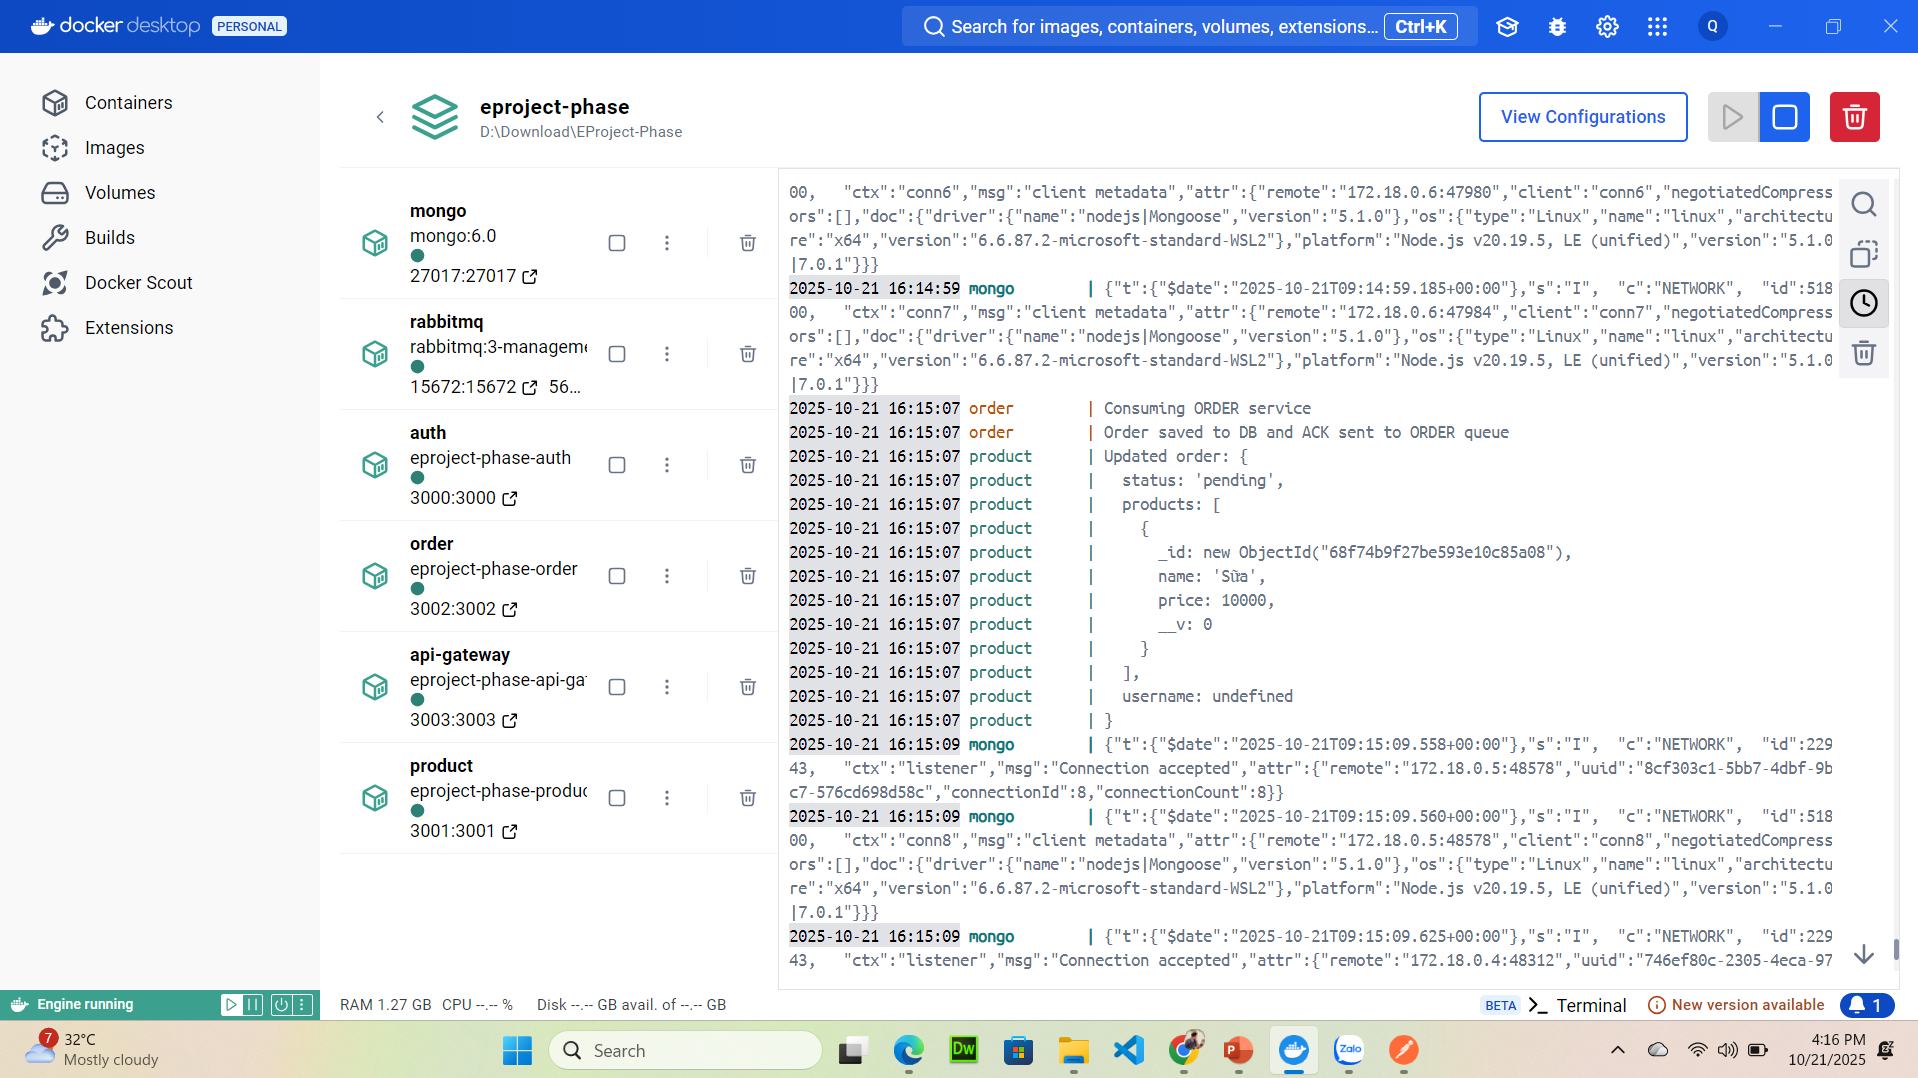 docker desktop PERSONAL
Search for images, containers, volumes, extensions... Ctrl+K
Q
Containers
Images
Volumes
Builds
Docker Scout
Extensions
eproject-phase
D:\Download\EProject-Phase
View Configurations
mongo
mongo:6.0
27017:27017
rabbitmq
rabbitmq:3-manageme
15672:15672 56...
auth
eproject-phase-auth
3000:3000
order
eproject-phase-order
3002:3002
api-gateway
eproject-phase-api-ga
3003:3003
product
eproject-phase-produc
3001:3001
00, "ctx":"conn6","msg":"client metadata","attr":{"remote":"172.18.0.6:47980","client":"conn6","negotiatedCompress
ors":[],"doc":{"driver":{"name":"nodejs|Mongoose","version":"5.1.0"},"os":{"type":"Linux","name":"linux","architectu
re":"x64","version":"6.6.87.2-microsoft-standard-WSL2"},"platform":"Node.js v20.19.5, LE (unified)","version":"5.1.0
|7.0.1"}}}
2025-10-21 16:14:59 mongo | {"t":{"$date":"2025-10-21T09:14:59.185+00:00"},"s":"I", "c":"NETWORK", "id":518
00, "ctx":"conn7","msg":"client metadata","attr":{"remote":"172.18.0.6:47984","client":"conn7","negotiatedCompress
ors":[],"doc":{"driver":{"name":"nodejs|Mongoose","version":"5.1.0"},"os":{"type":"Linux","name":"linux","architectu
re":"x64","version":"6.6.87.2-microsoft-standard-WSL2"},"platform":"Node.js v20.19.5, LE (unified)","version":"5.1.0
|7.0.1"}}}
2025-10-21 16:15:07 order | Consuming ORDER service
2025-10-21 16:15:07 order | Order saved to DB and ACK sent to ORDER queue
2025-10-21 16:15:07 product | Updated order: {
2025-10-21 16:15:07 product | status: 'pending',
2025-10-21 16:15:07 product | products: [
2025-10-21 16:15:07 product | {
2025-10-21 16:15:07 product | _id: new ObjectId("68f74b9f27be593e10c85a08"),
2025-10-21 16:15:07 product | name: 'Sữa',
2025-10-21 16:15:07 product | price: 10000,
2025-10-21 16:15:07 product | __v: 0
2025-10-21 16:15:07 product | }
2025-10-21 16:15:07 product | ],
2025-10-21 16:15:07 product | username: undefined
2025-10-21 16:15:07 product | }
2025-10-21 16:15:09 mongo | {"t":{"$date":"2025-10-21T09:15:09.558+00:00"},"s":"I", "c":"NETWORK", "id":229
43, "ctx":"listener","msg":"Connection accepted","attr":{"remote":"172.18.0.5:48578","uuid":"8cf303c1-5bb7-4dbf-9b
c7-576cd698d58c","connectionId":8,"connectionCount":8}}
2025-10-21 16:15:09 mongo | {"t":{"$date":"2025-10-21T09:15:09.560+00:00"},"s":"I", "c":"NETWORK", "id":518
00, "ctx":"conn8","msg":"client metadata","attr":{"remote":"172.18.0.5:48578","client":"conn8","negotiatedCompress
ors":[],"doc":{"driver":{"name":"nodejs|Mongoose","version":"5.1.0"},"os":{"type":"Linux","name":"linux","architectu
re":"x64","version":"6.6.87.2-microsoft-standard-WSL2"},"platform":"Node.js v20.19.5, LE (unified)","version":"5.1.0
|7.0.1"}}}
2025-10-21 16:15:09 mongo | {"t":{"$date":"2025-10-21T09:15:09.625+00:00"},"s":"I", "c":"NETWORK", "id":229
43, "ctx":"listener","msg":"Connection accepted","attr":{"remote":"172.18.0.4:48312","uuid":"746ef80c-2305-4eca-97
Engine running
RAM 1.27 GB CPU --.-- % Disk --.-- GB avail. of --.-- GB
BETA >_ Terminal New version available 1
7
32°C
Mostly cloudy
Search
Dw
P
Zalo
4:16 PM
10/21/2025